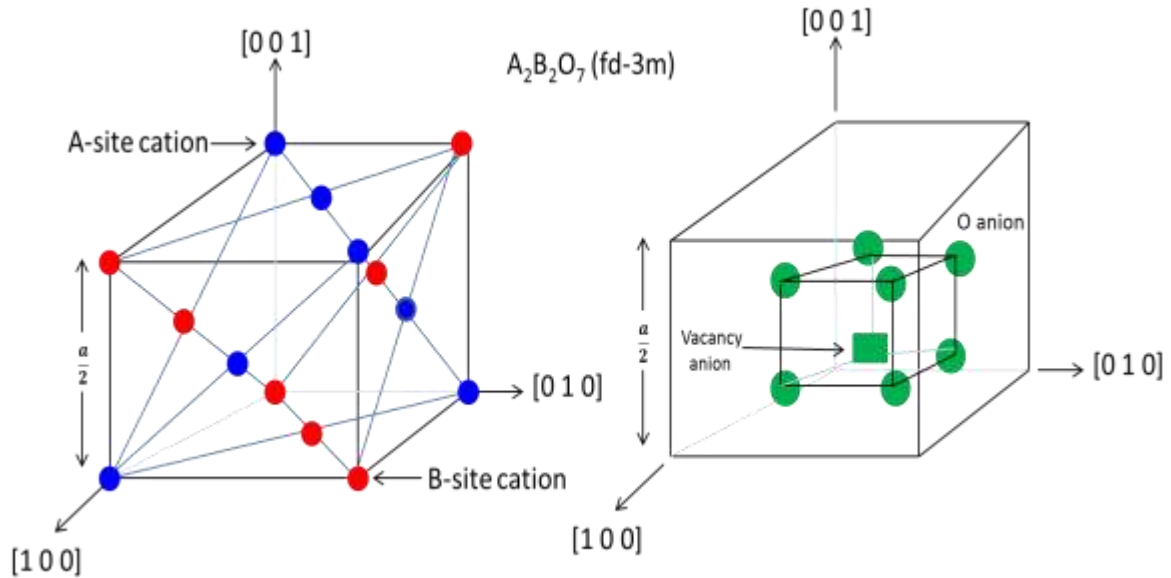 [0 0 1]
A₂B₂O₇ (fd-3m)
A-site cation
a/2
[0 1 0]
B-site cation
[1 0 0]
[0 0 1]
O anion
a/2
Vacancy
anion
[0 1 0]
[1 0 0]